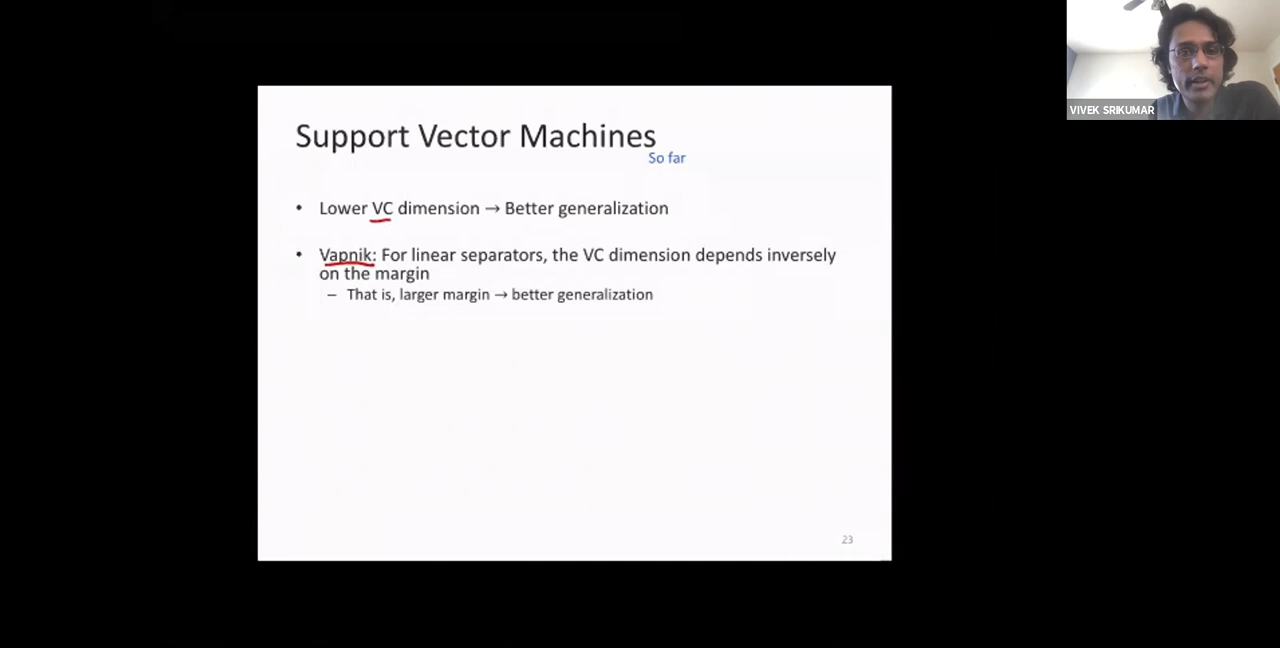 VIVEK SRIKUMAR
Support Vector Machines
So far
• Lower VC dimension → Better generalization
• Vapnik: For linear separators, the VC dimension depends inversely
on the margin
– That is, larger margin → better generalization
23